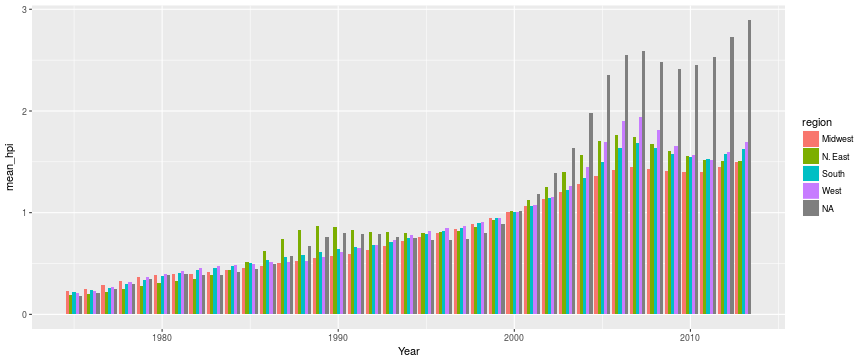 3
2
1
0
mean_hpi
1980
1990
2000
2010
Year
region
Midwest
N. East
South
West
NA